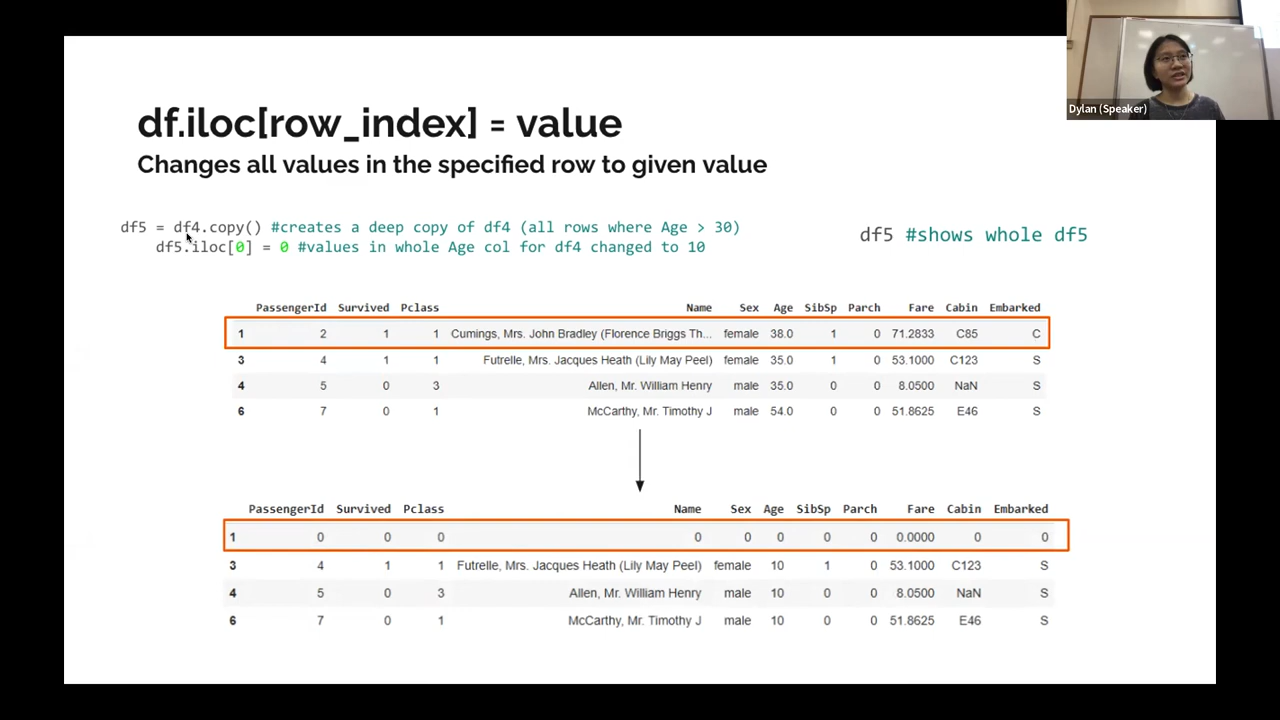 Dylan (Speaker)
df.iloc[row_index] = value
Changes all values in the specified row to given value
df5 = df4.copy() #creates a deep copy of df4 (all rows where Age > 30)
df5.iloc[0] = 0 #values in whole Age col for df4 changed to 10
df5 #shows whole df5
PassengerId Survived Pclass Name Sex Age SibSp Parch Fare Cabin Embarked
1 2 1 1 Cumings, Mrs. John Bradley (Florence Briggs Th... female 38.0 1 0 71.2833 C85 C
3 4 1 1 Futrelle, Mrs. Jacques Heath (Lily May Peel) female 35.0 1 0 53.1000 C123 S
4 5 0 3 Allen, Mr. William Henry male 35.0 0 0 8.0500 NaN S
6 7 0 1 McCarthy, Mr. Timothy J male 54.0 0 0 51.8625 E46 S
PassengerId Survived Pclass Name Sex Age SibSp Parch Fare Cabin Embarked
1 0 0 0 0 0 0 0 0 0.0000 0 0
3 4 1 1 Futrelle, Mrs. Jacques Heath (Lily May Peel) female 10 1 0 53.1000 C123 S
4 5 0 3 Allen, Mr. William Henry male 10 0 0 8.0500 NaN S
6 7 0 1 McCarthy, Mr. Timothy J male 10 0 0 51.8625 E46 S